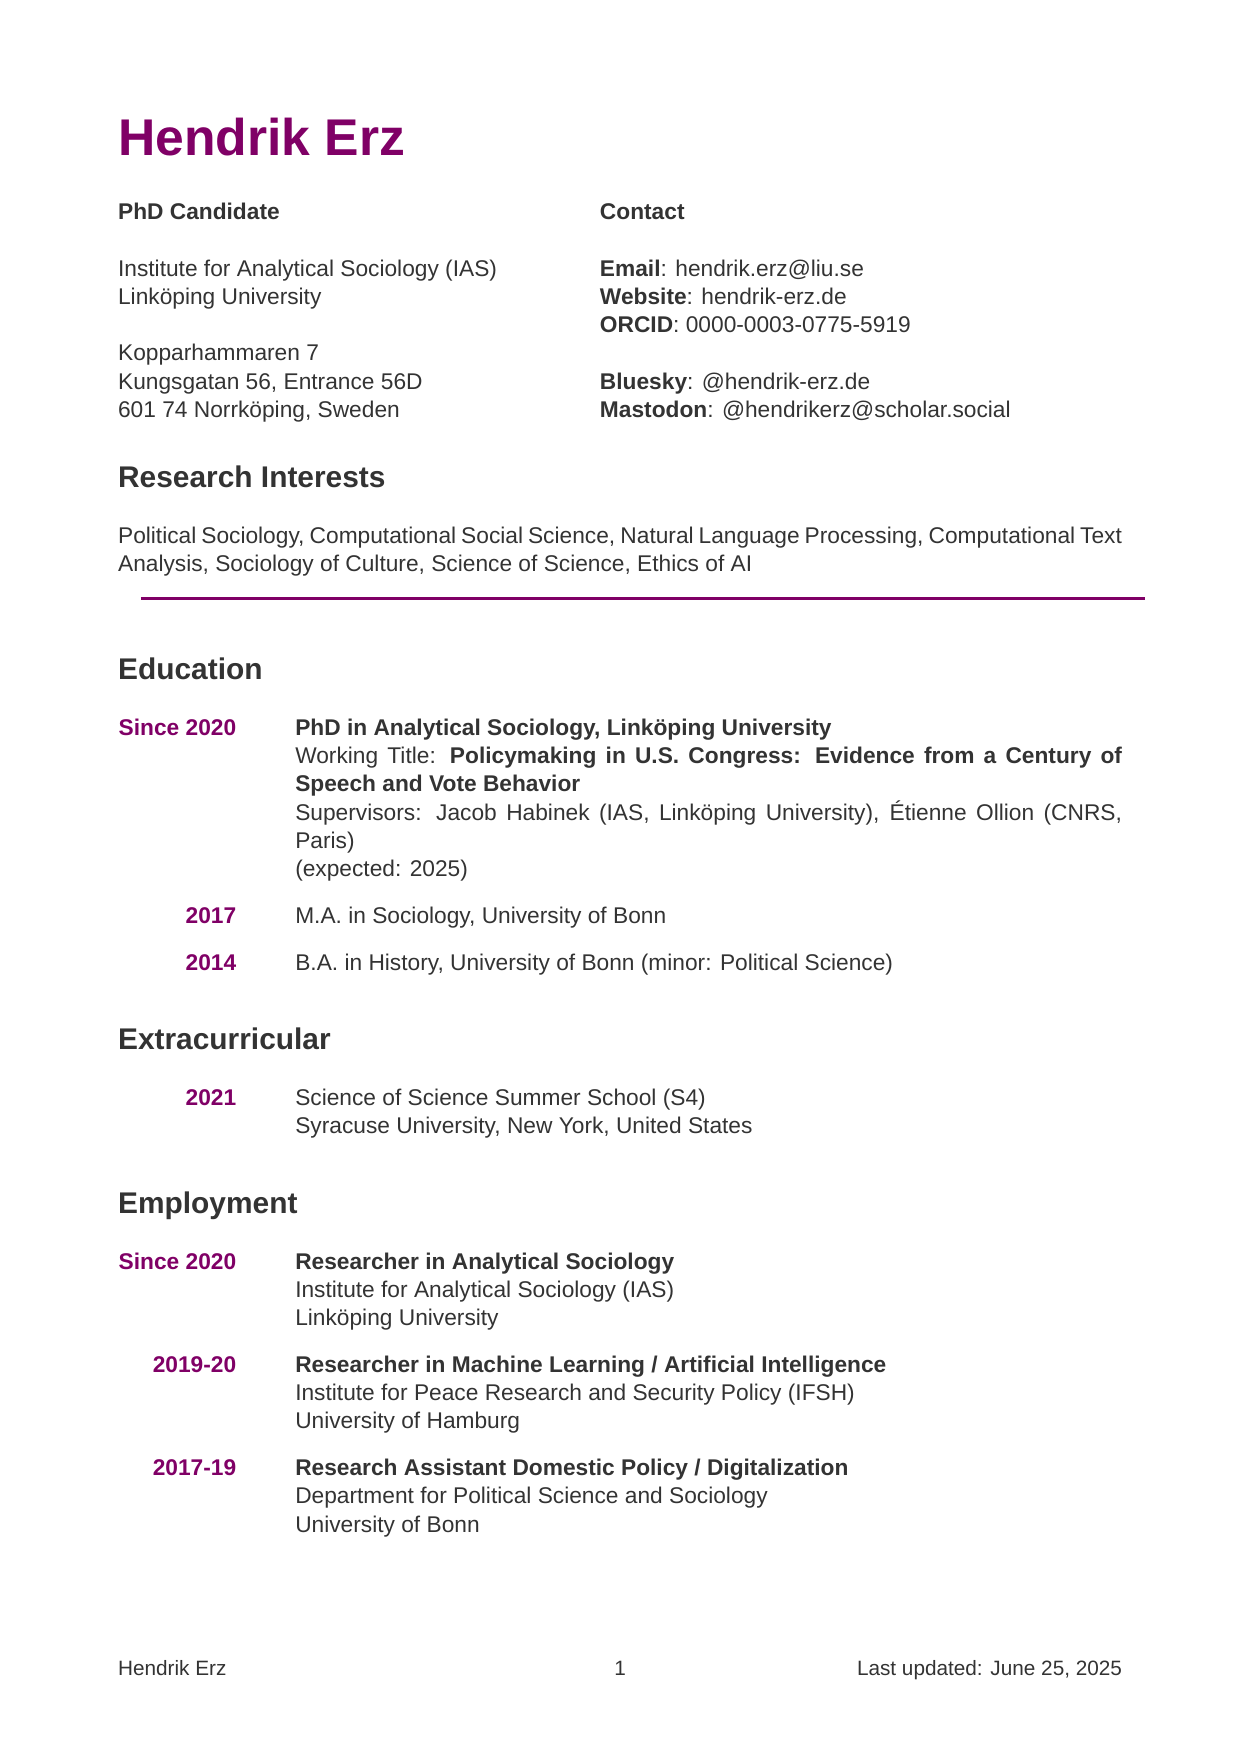 Hendrik Erz
PhD Candidate
Institute for Analytical Sociology (IAS)
Linköping University
Kopparhammaren 7
Kungsgatan 56, Entrance 56D
601 74 Norrköping, Sweden
Contact
Email: hendrik.erz@liu.se
Website: hendrik-erz.de
ORCID: 0000-0003-0775-5919
Bluesky: @hendrik-erz.de
Mastodon: @hendrikerz@scholar.social
Research Interests
Political Sociology, Computational Social Science, Natural Language Processing, Computational Text
Analysis, Sociology of Culture, Science of Science, Ethics of AI
Education
Since 2020 PhD in Analytical Sociology, Linköping University
Working Title: Policymaking in U.S. Congress: Evidence from a Century of
Speech and Vote Behavior
Supervisors: Jacob Habinek (IAS, Linköping University), Étienne Ollion (CNRS,
Paris)
(expected: 2025)
2017 M.A. in Sociology, University of Bonn
2014 B.A. in History, University of Bonn (minor: Political Science)
Extracurricular
2021 Science of Science Summer School (S4)
Syracuse University, New York, United States
Employment
Since 2020 Researcher in Analytical Sociology
Institute for Analytical Sociology (IAS)
Linköping University
2019-20 Researcher in Machine Learning / Artificial Intelligence
Institute for Peace Research and Security Policy (IFSH)
University of Hamburg
2017-19 Research Assistant Domestic Policy / Digitalization
Department for Political Science and Sociology
University of Bonn
Hendrik Erz 1 Last updated: June 25, 2025